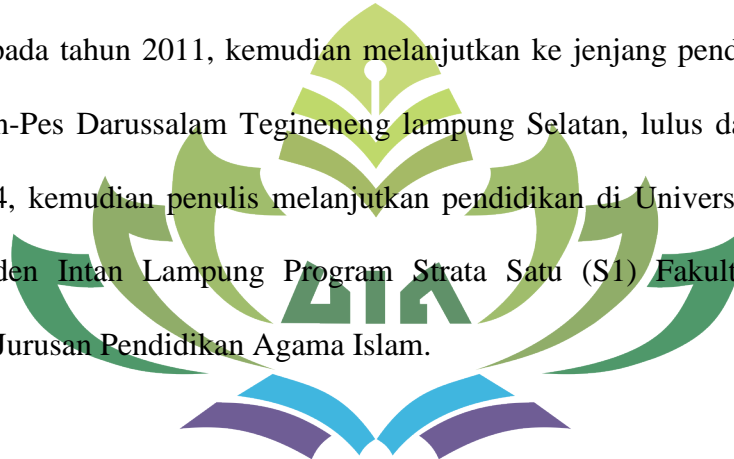 pada tahun 2011, kemudian melanjutkan ke jenjang pend
n-Pes Darussalam Tegineneng lampung Selatan, lulus da
4, kemudian penulis melanjutkan pendidikan di Univers
den Intan Lampung Program Strata Satu (S1) Fakult
Jurusan Pendidikan Agama Islam.